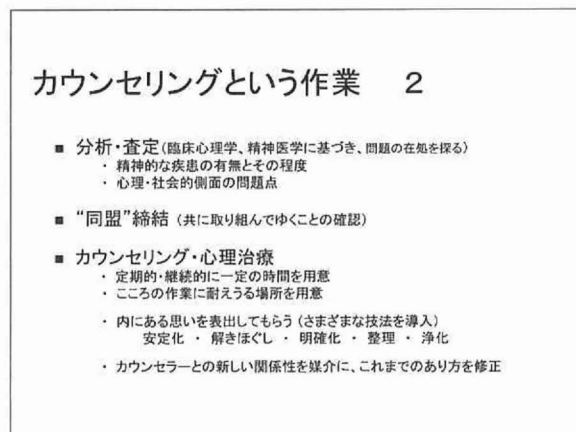 カウンセリングという作業　２
■ 分析・査定(臨床心理学、精神医学に基づき、問題の在処を探る)
・ 精神的な疾患の有無とその程度
・ 心理・社会的側面の問題点
■ “同盟”締結 (共に取り組んでゆくことの確認)
■ カウンセリング・心理治療
・ 定期的・継続的に一定の時間を用意
・ こころの作業に耐えうる場所を用意
・ 内にある思いを表出してもらう (さまざまな技法を導入)
安定化 ・ 解きほぐし ・ 明確化 ・ 整理 ・ 浄化
・ カウンセラーとの新しい関係性を媒介に、これまでのあり方を修正